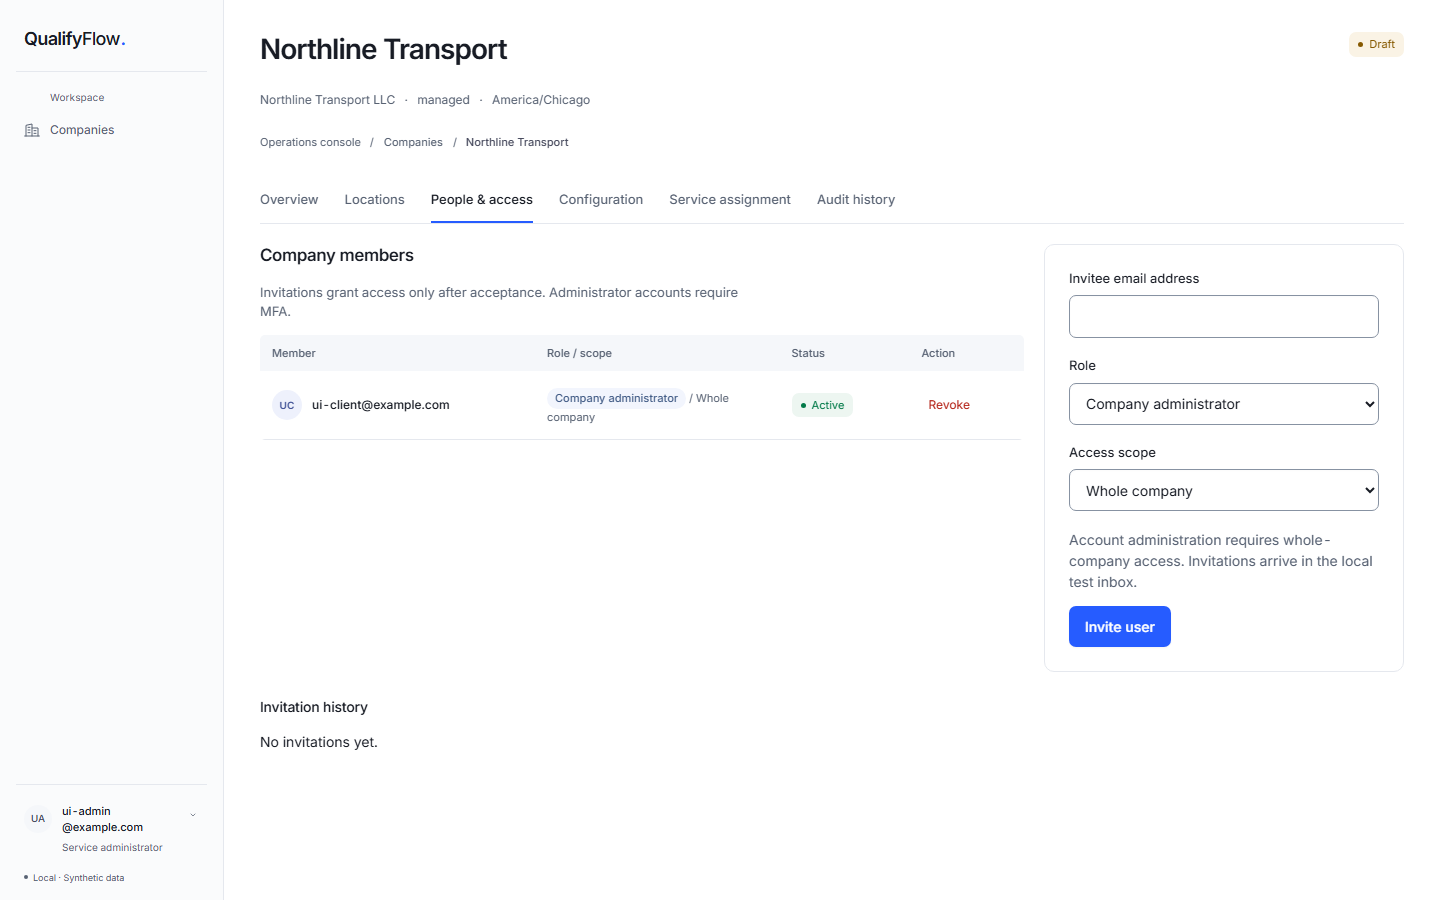 QualifyFlow.
Workspace
Companies
ui-admin
@example.com
UA
Service administrator
Local · Synthetic data
Northline Transport
Draft
Northline Transport LLC · managed · America/Chicago
Operations console / Companies / Northline Transport
Overview Locations People & access Configuration Service assignment Audit history
Company members
Invitations grant access only after acceptance. Administrator accounts require
MFA.
Member Role / scope Status Action
UC ui-client@example.com Company administrator / Whole
company
Active Revoke
Invitee email address
Role
Company administrator
Access scope
Whole company
Account administration requires whole-
company access. Invitations arrive in the local
test inbox.
Invite user
Invitation history
No invitations yet.